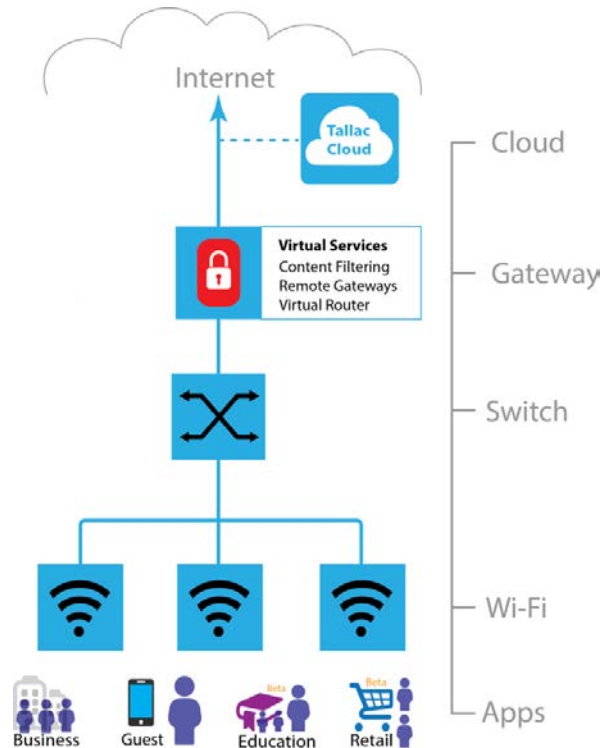 Internet
Tallac
Cloud
Cloud
Virtual Services
Content Filtering
Remote Gateways
Virtual Router
Gateway
Switch
Wi-Fi
Beta
Beta
Business
Guest
Education
Retail
Apps